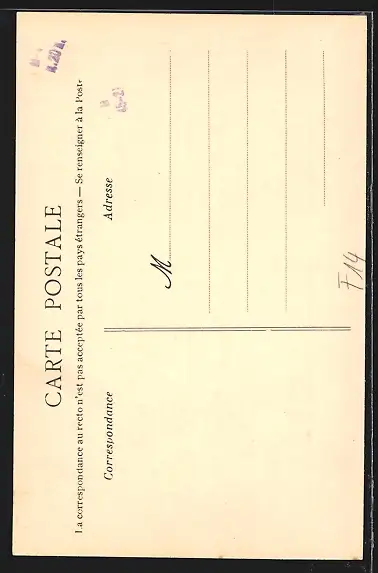 CARTE POSTALE
La correspondance au recto n'est pas acceptée par tous les pays étrangers — Se renseigner à la Poste
Correspondance
Adresse
M
F14